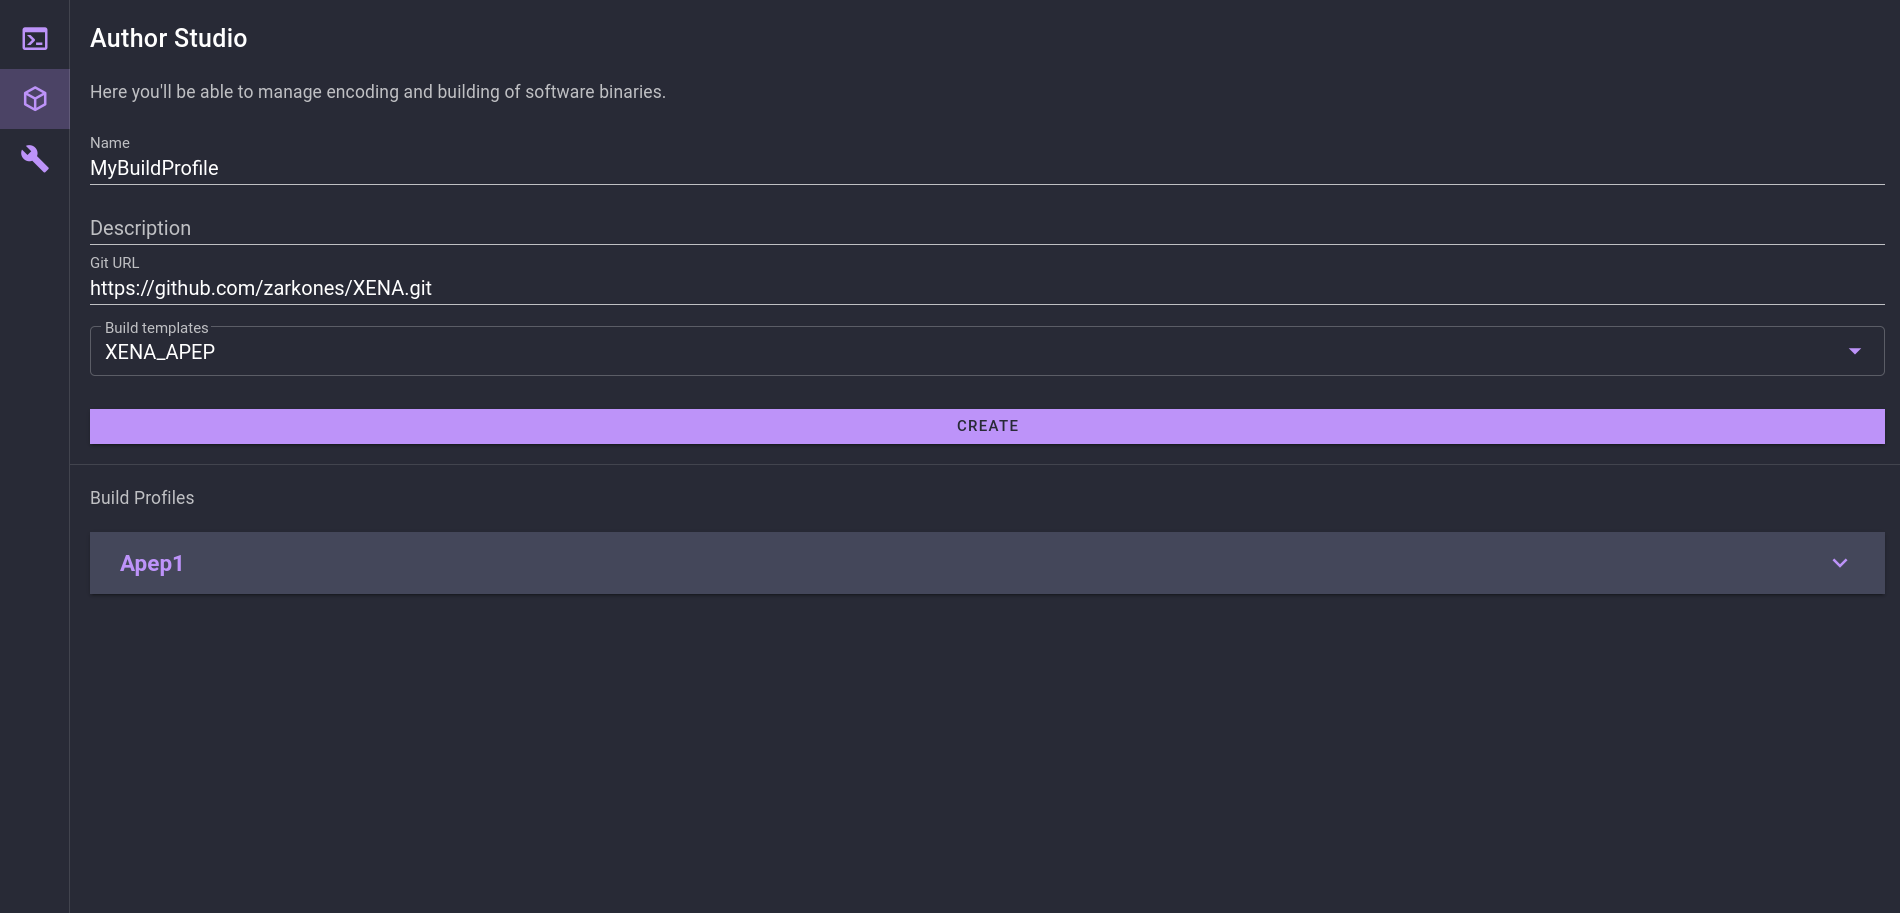 Author Studio
Here you'll be able to manage encoding and building of software binaries.
Name
MyBuildProfile
Description
Git URL
https://github.com/zarkones/XENA.git
Build templates
XENA_APEP
CREATE
Build Profiles
Apep1